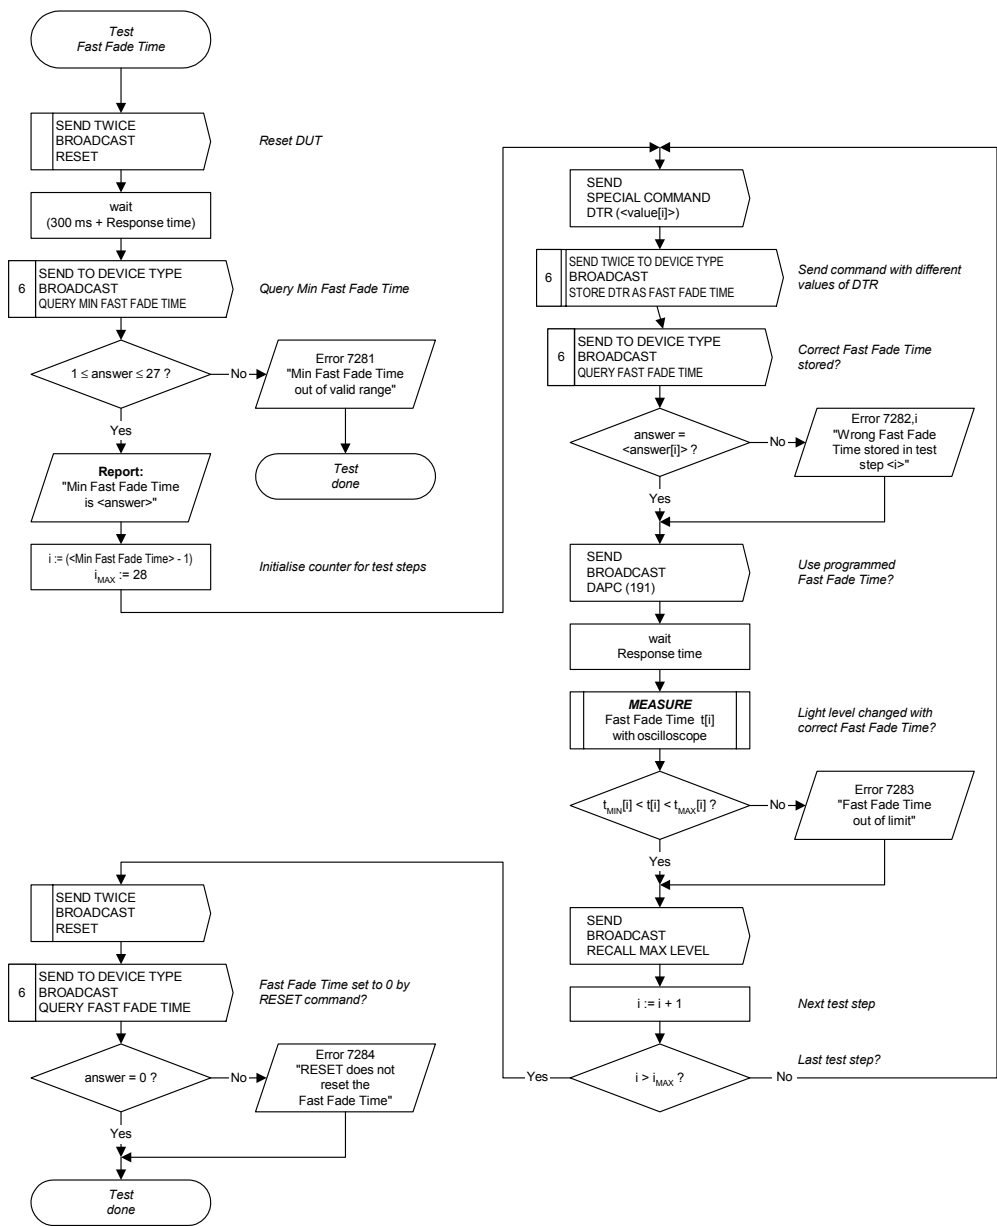 Test
Fast Fade Time
SEND TWICE
BROADCAST
RESET
Reset DUT
wait
(300 ms + Response time)
6
SEND TO DEVICE TYPE
BROADCAST
QUERY MIN FAST FADE TIME
Query Min Fast Fade Time
1 ≤ answer ≤ 27 ?
No
Error 7281
"Min Fast Fade Time
out of valid range"
Test
done
Yes
Report:
"Min Fast Fade Time
is <answer>"
i := (<Min Fast Fade Time> - 1)
iMAX := 28
Initialise counter for test steps
SEND
SPECIAL COMMAND
DTR (<value[i]>)
6
SEND TWICE TO DEVICE TYPE
BROADCAST
STORE DTR AS FAST FADE TIME
Send command with different
values of DTR
6
SEND TO DEVICE TYPE
BROADCAST
QUERY FAST FADE TIME
Correct Fast Fade Time
stored?
answer =
<answer[i]> ?
No
Error 7282,i
"Wrong Fast Fade
Time stored in test
step <i>"
Yes
SEND
BROADCAST
DAPC (191)
Use programmed
Fast Fade Time?
wait
Response time
MEASURE
Fast Fade Time t[i]
with oscilloscope
Light level changed with
correct Fast Fade Time?
tMIN[i] < t[i] < tMAX[i] ?
No
Error 7283
"Fast Fade Time
out of limit"
Yes
SEND
BROADCAST
RECALL MAX LEVEL
i := i + 1
Next test step
i > iMAX ?
Last test step?
No
Yes
SEND TWICE
BROADCAST
RESET
6
SEND TO DEVICE TYPE
BROADCAST
QUERY FAST FADE TIME
Fast Fade Time set to 0 by
RESET command?
answer = 0 ?
No
Error 7284
"RESET does not
reset the
Fast Fade Time"
Yes
Test
done